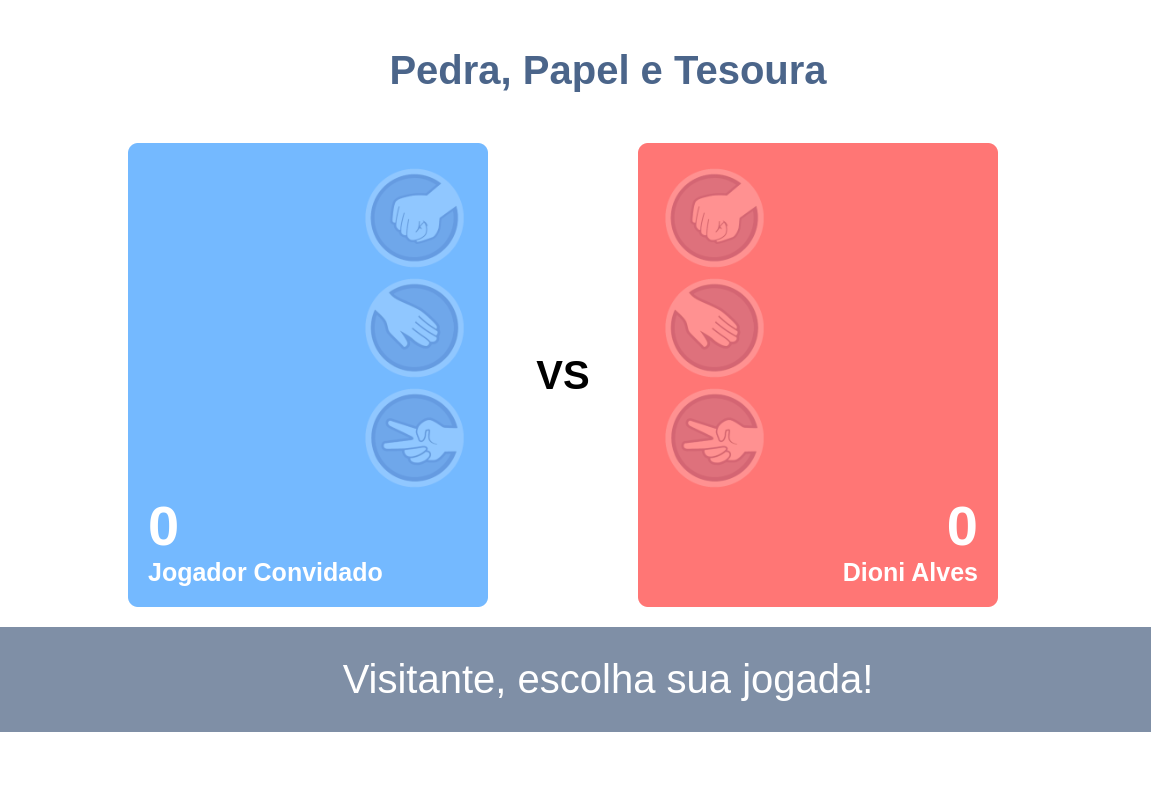 Pedra, Papel e Tesoura
VS
0
Jogador Convidado
0
Dioni Alves
Visitante, escolha sua jogada!